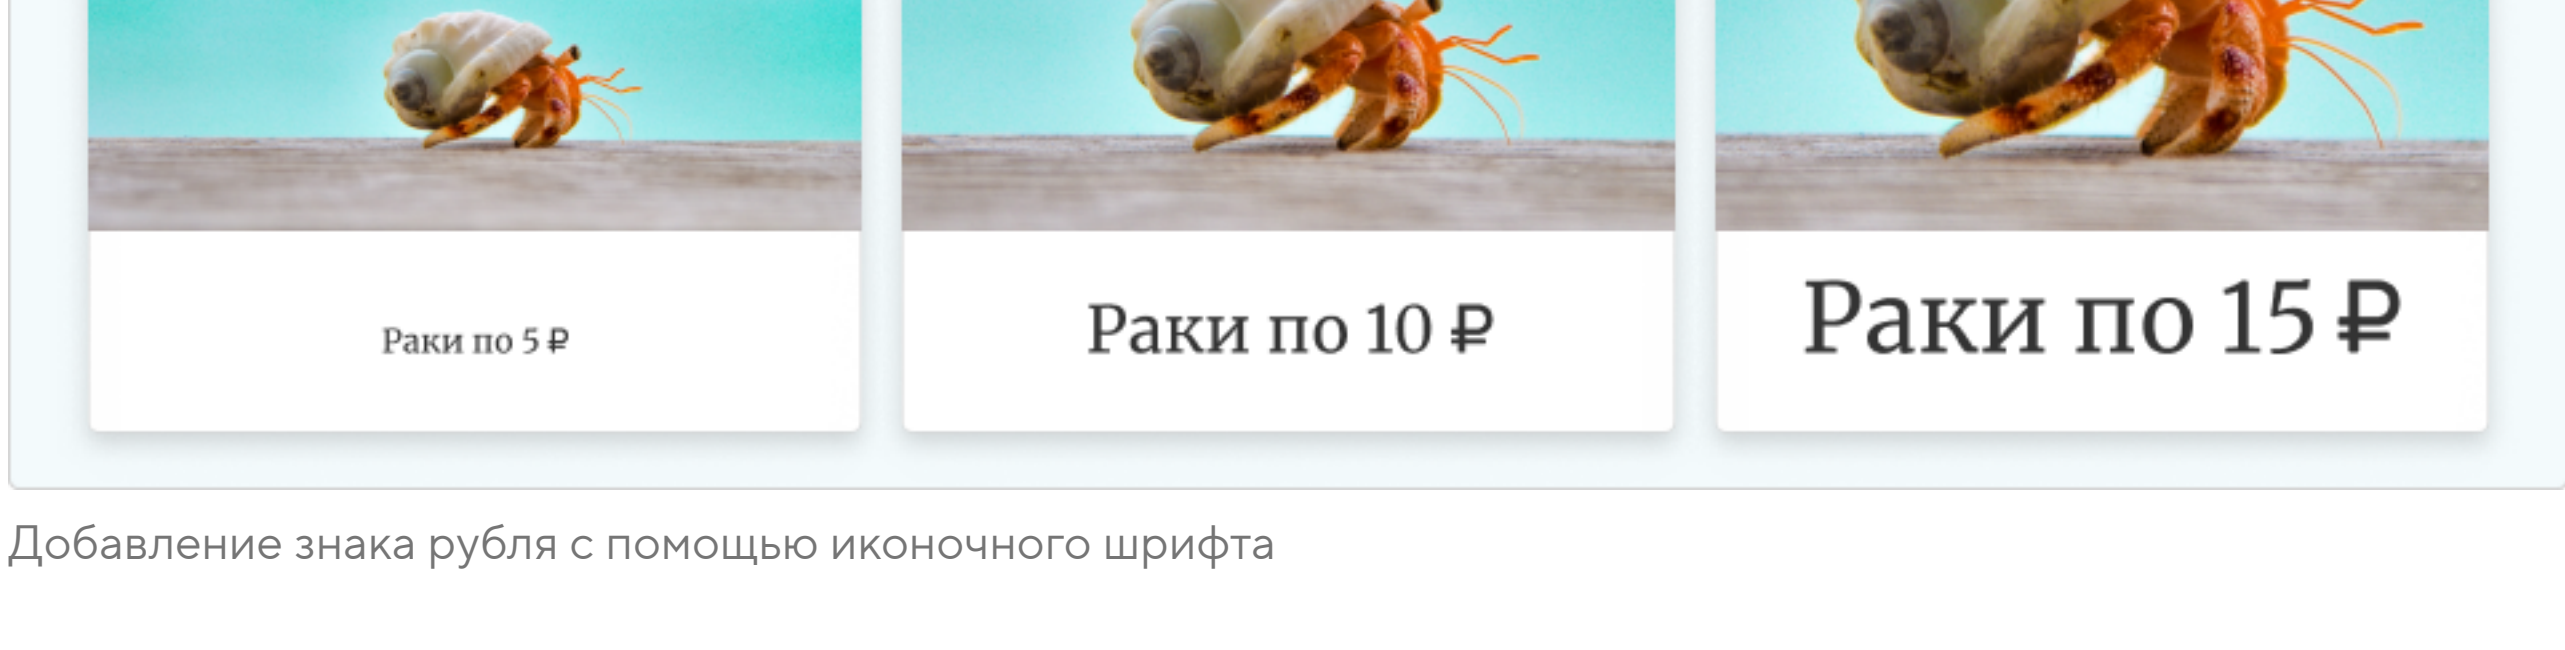 Раки по 5 ₽
Раки по 10 ₽
Раки по 15 ₽
Добавление знака рубля с помощью иконочного шрифта